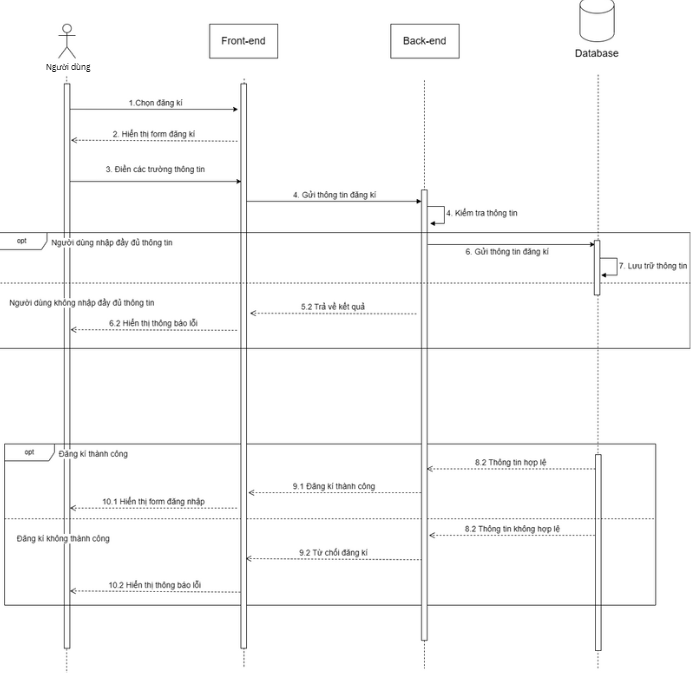 Người dùng
Front-end
Back-end
Database
1.Chọn đăng kí
2. Hiển thị form đăng kí
3. Điền các trường thông tin
4. Gửi thông tin đăng kí
4. Kiểm tra thông tin
opt
Người dùng nhập đầy đủ thông tin
6. Gửi thông tin đăng kí
7. Lưu trữ thông tin
Người dùng không nhập đầy đủ thông tin
5.2 Trả về kết quả
6.2 Hiển thị thông báo lỗi
opt
Đăng kí thành công
8.2 Thông tin hợp lệ
9.1 Đăng kí thành công
10.1 Hiển thị form đăng nhập
8.2 Thông tin không hợp lệ
Đăng kí không thành công
9.2 Từ chối đăng kí
10.2 Hiển thị thông báo lỗi